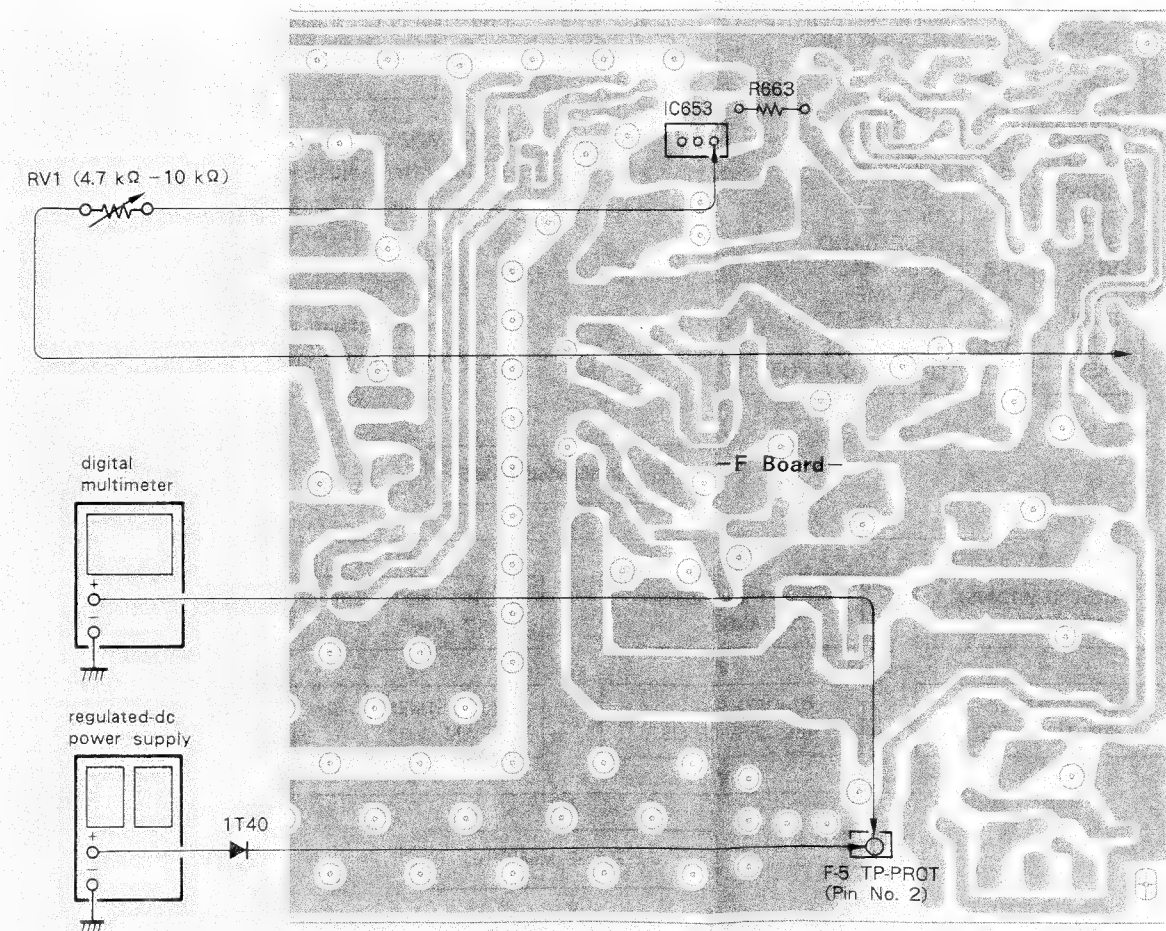 R663
IC653
RV1 (4.7 kΩ -10 kΩ)
-F Board-
digital
multimeter
+
-
regulated-dc
power supply
+
-
1T40
F-5 TP-PROT
(Pin No. 2)